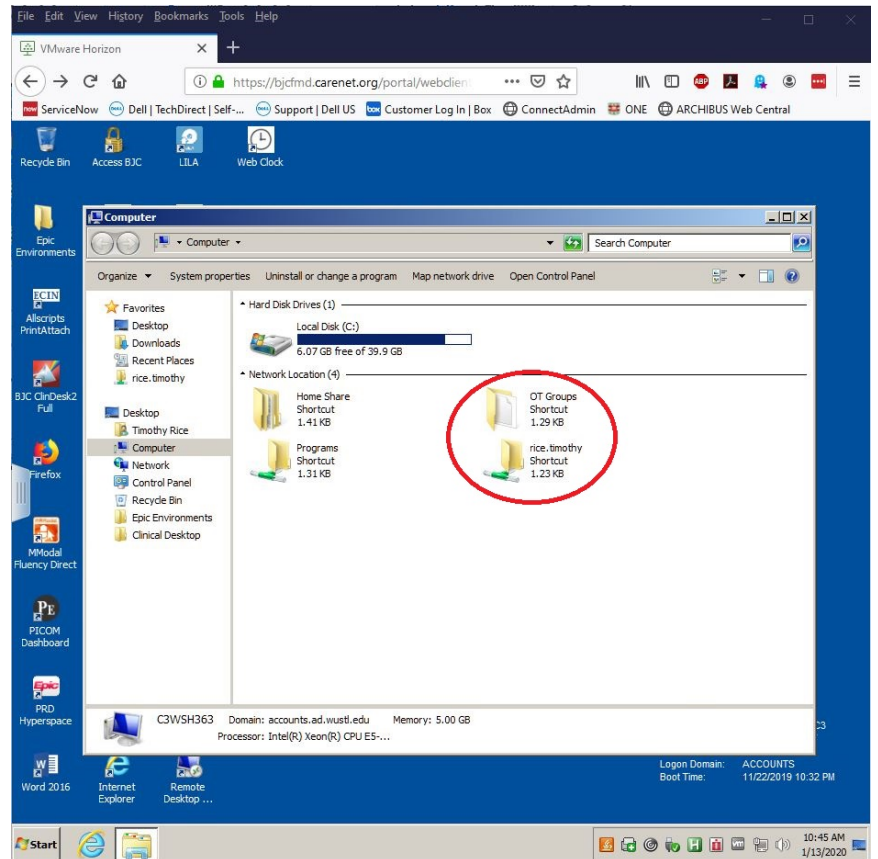 File Edit View History Bookmarks Tools Help
VMware Horizon
https://bjcfmd.carenet.org/portal/webclien
ServiceNow Dell | TechDirect | Self-... Support | Dell US Customer Log In | Box ConnectAdmin ONE ARCHIBUS Web Central
Recycle Bin
Access BJC
LILA
Web Clock
Epic
Environments
ECIN
Allscripts
PrintAttach
BJC ClinDesk2
Full
Firefox
MModal
Fluency Direct
PICOM
Dashboard
Epic
PRD
Hyperspace
Word 2016
Internet
Explorer
Remote
Desktop ...
Computer
Computer
Search Computer
Organize System properties Uninstall or change a program Map network drive Open Control Panel
Favorites
Desktop
Downloads
Recent Places
rice.timothy
Desktop
Timothy Rice
Computer
Network
Control Panel
Recycle Bin
Epic Environments
Clinical Desktop
Hard Disk Drives (1)
Local Disk (C:)
6.07 GB free of 39.9 GB
Network Location (4)
Home Share
Shortcut
1.41 KB
OT Groups
Shortcut
1.29 KB
Programs
Shortcut
1.31 KB
rice.timothy
Shortcut
1.23 KB
C3WSH363 Domain: accounts.ad.wustl.edu Memory: 5.00 GB
Processor: Intel(R) Xeon(R) CPU E5-...
Logon Domain: ACCOUNTS
Boot Time: 11/22/2019 10:32 PM
Start
10:45 AM
1/13/2020